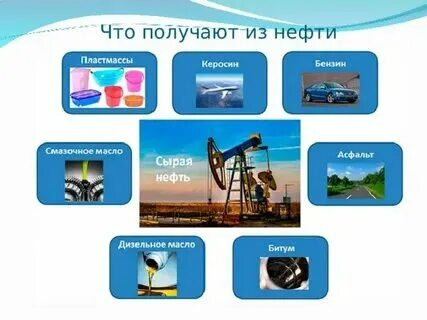 Что получают из нефти
Пластмассы
Керосин
Бензин
Смазочное масло
Сырая
нефть
Асфальт
Дизельное масло
Битум